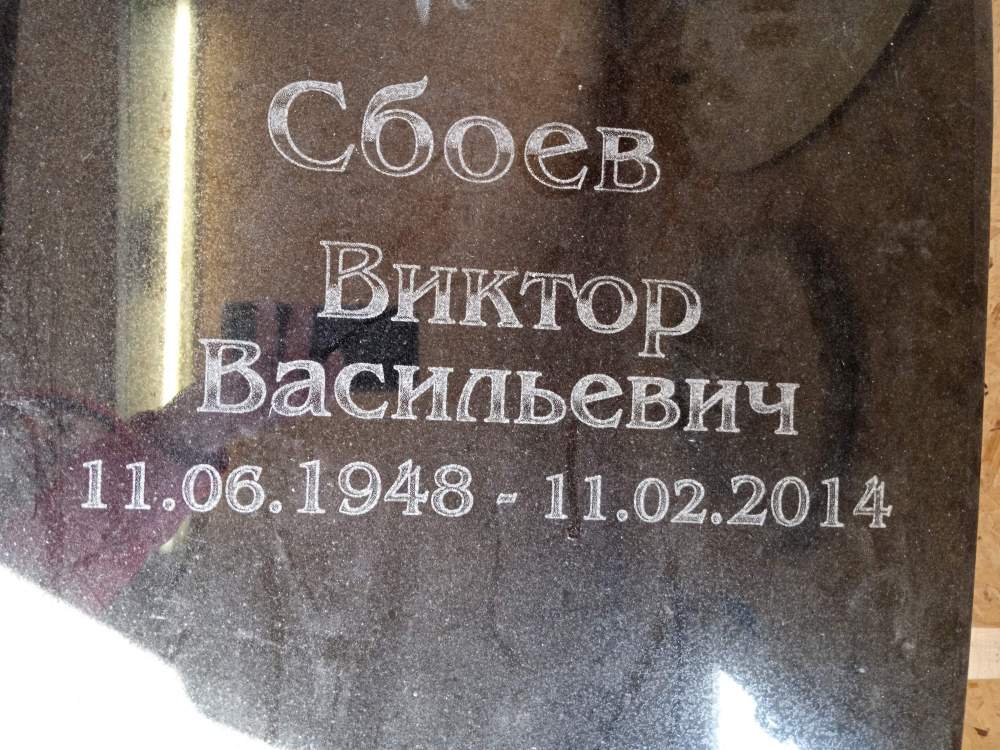 Сбоев
Виктор
Васильевич
11.06.1948 - 11.02.2014